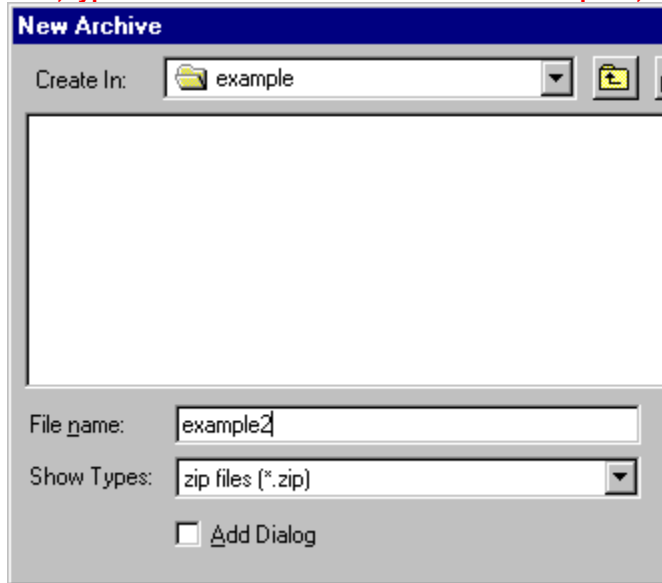 New Archive
Create In: example
File name: example2
Show Types: zip files (*.zip)
Add Dialog